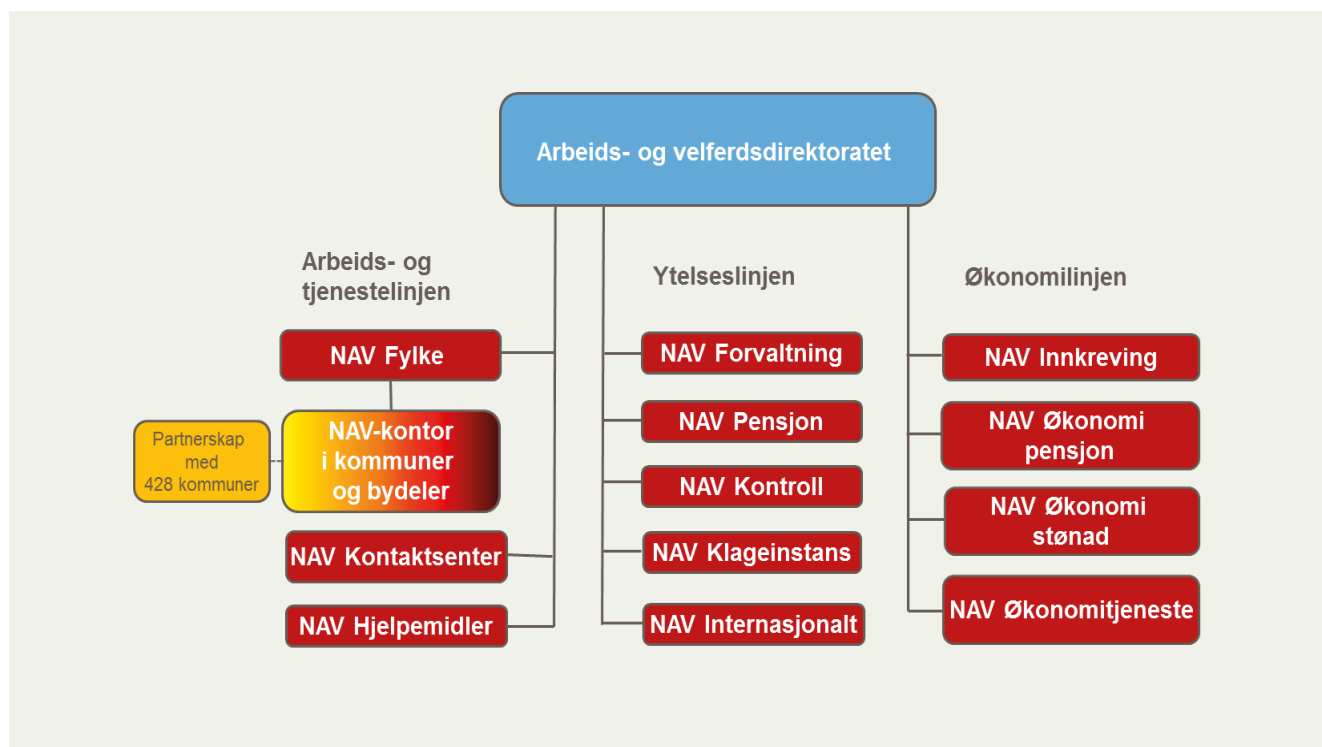 Arbeids- og velferdsdirektoratet
Arbeids- og
tjenestelinjen
NAV Fylke
NAV-kontor
i kommuner
og bydeler
Partnerskap
med
428 kommuner
NAV Kontaktsenter
NAV Hjelpemidler
Ytelseslinjen
NAV Forvaltning
NAV Pensjon
NAV Kontroll
NAV Klageinstans
NAV Internasjonalt
Økonomilinjen
NAV Innkreving
NAV Økonomi
pensjon
NAV Økonomi
stønad
NAV Økonomitjeneste